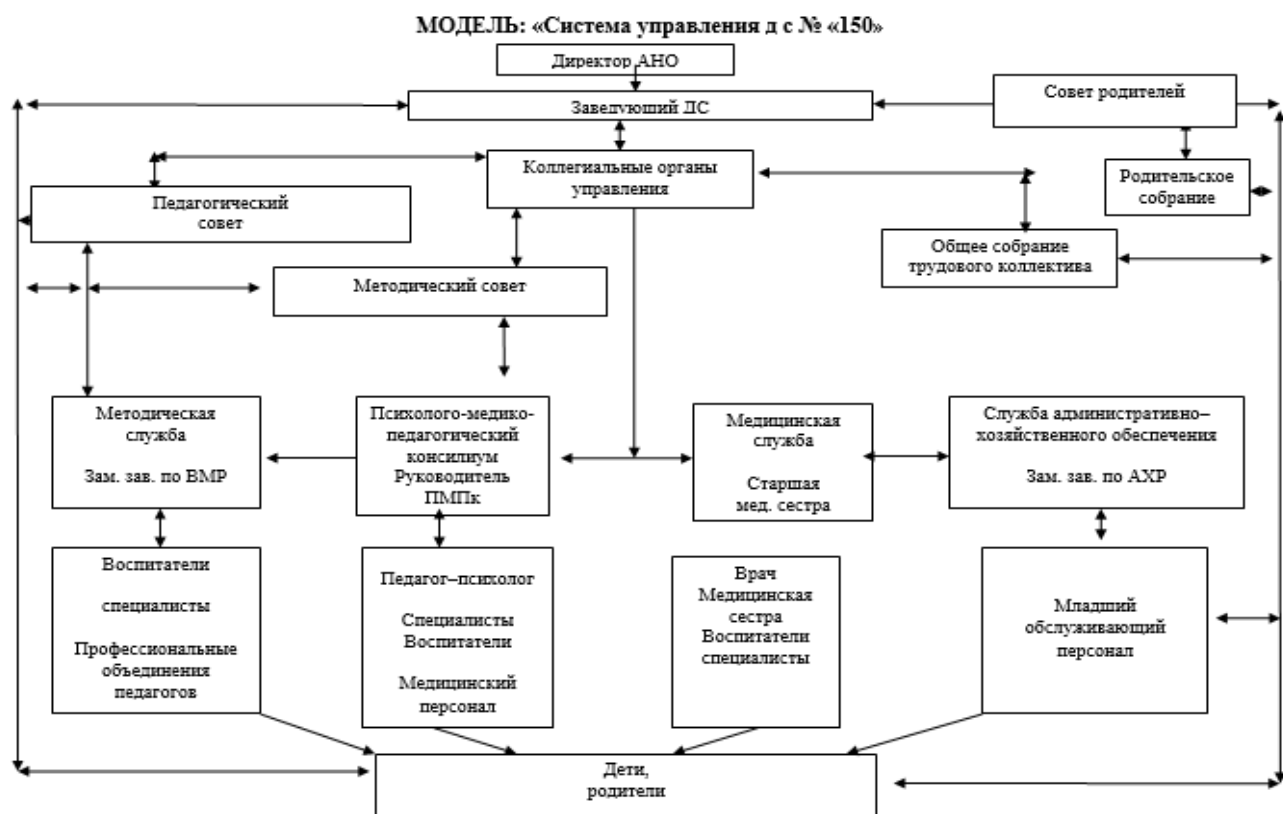 МОДЕЛЬ: «Система управления д с № «150»
Директор АНО
Заведующий ДС
Совет родителей
Коллегиальные органы
управления
Родительское
собрание
Педагогический
совет
Общее собрание
трудового коллектива
Методический совет
Методическая
служба
Зам. зав. по ВМР
Психолого-медико-
педагогический
консилиум
Руководитель
ПМПк
Медицинская
служба
Старшая
мед. сестра
Служба административно–
хозяйственного обеспечения
Зам. зав. по АХР
Воспитатели
специалисты
Профессиональные
объединения
педагогов
Педагог–психолог
Специалисты
Воспитатели
Медицинский
персонал
Врач
Медицинская
сестра
Воспитатели
специалисты
Младший
обслуживающий
персонал
Дети,
родители